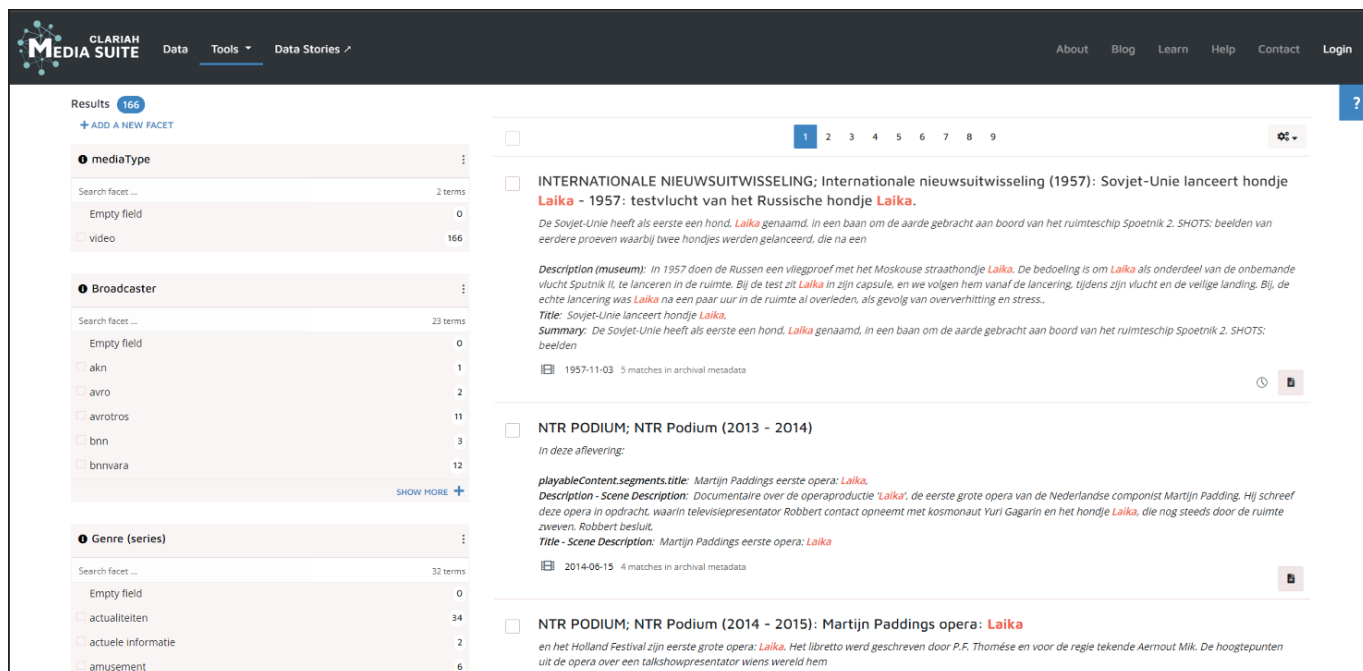 CLARIAH
MEDIA SUITE
Data
Tools
Data Stories ↗
About
Blog
Learn
Help
Contact
Login
?
Results 166
+ ADD A NEW FACET
mediaType
Search facet ... 2 terms
Empty field 0
video 166
Broadcaster
Search facet ... 23 terms
Empty field 0
akn 1
avro 2
avrotros 11
bnn 3
bnnvara 12
SHOW MORE +
Genre (series)
Search facet ... 32 terms
Empty field 0
actualiteiten 34
actuele informatie 2
amusement 6
1 2 3 4 5 6 7 8 9
INTERNATIONALE NIEUWSUITWISSELING; Internationale nieuwsuitwisseling (1957): Sovjet-Unie lanceert hondje
Laika - 1957: testvlucht van het Russische hondje Laika.
De Sovjet-Unie heeft als eerste een hond, Laika genaamd, in een baan om de aarde gebracht aan boord van het ruimteschip Spoetnik 2. SHOTS: beelden van
eerdere proeven waarbij twee hondjes werden gelanceerd, die na een
Description (museum): In 1957 doen de Russen een vliegproef met het Moskouse straathondje Laika. De bedoeling is om Laika als onderdeel van de onbemande
vlucht Sputnik II, te lanceren in de ruimte. Bij de test zit Laika in zijn capsule, en we volgen hem vanaf de lancering, tijdens zijn vlucht en de veilige landing. Bij, de
echte lancering was Laika na een paar uur in de ruimte al overleden, als gevolg van oververhitting en stress.,
Title: Sovjet-Unie lanceert hondje Laika,
Summary: De Sovjet-Unie heeft als eerste een hond, Laika genaamd, in een baan om de aarde gebracht aan boord van het ruimteschip Spoetnik 2. SHOTS:
beelden
1957-11-03 5 matches in archival metadata
NTR PODIUM; NTR Podium (2013 - 2014)
In deze aflevering:
playableContent.segments.title: Martijn Paddings eerste opera: Laika,
Description - Scene Description: Documentaire over de operaproductie 'Laika', de eerste grote opera van de Nederlandse componist Martijn Padding. Hij schreef
deze opera in opdracht, waarin televisiepresentator Robbert contact opneemt met kosmonaut Yuri Gagarin en het hondje Laika, die nog steeds door de ruimte
zweven. Robbert besluit,
Title - Scene Description: Martijn Paddings eerste opera: Laika
2014-06-15 4 matches in archival metadata
NTR PODIUM; NTR Podium (2014 - 2015): Martijn Paddings opera: Laika
en het Holland Festival zijn eerste grote opera: Laika. Het libretto werd geschreven door P.F. Thomése en voor de regie tekende Aernout Mik. De hoogtepunten
uit de opera over een talkshowpresentator wiens wereld hem